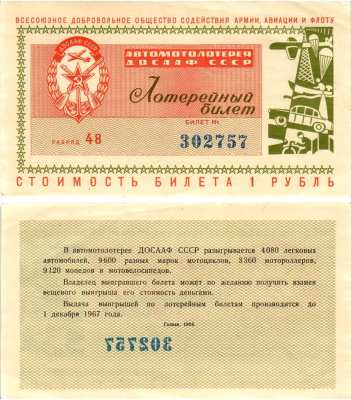 ВСЕСОЮЗНОЕ ДОБРОВОЛЬНОЕ ОБЩЕСТВО СОДЕЙСТВИЯ АРМИИ, АВИАЦИИ И ФЛОТУ
ДОСААФ СССР
АВТОМОТОЛОТЕРЕЯ
ДОСААФ СССР
Лотерейный
билет
БИЛЕТ №
РАЗРЯД 48
302757
СТОИМОСТЬ БИЛЕТА 1 РУБЛЬ
В автомотолотерее ДОСААФ СССР разыгрывается 4080 легковых
автомобилей, 9600 разных марок мотоциклов, 3360 мотороллеров,
9120 мопедов и мотовелосипедов.
Владелец выигравшего билета может по желанию получить взамен
вещевого выигрыша его стоимость деньгами.
Выдача выигрышей по лотерейным билетам производится до
1 декабря 1967 года.
Гознак. 1966.
302757